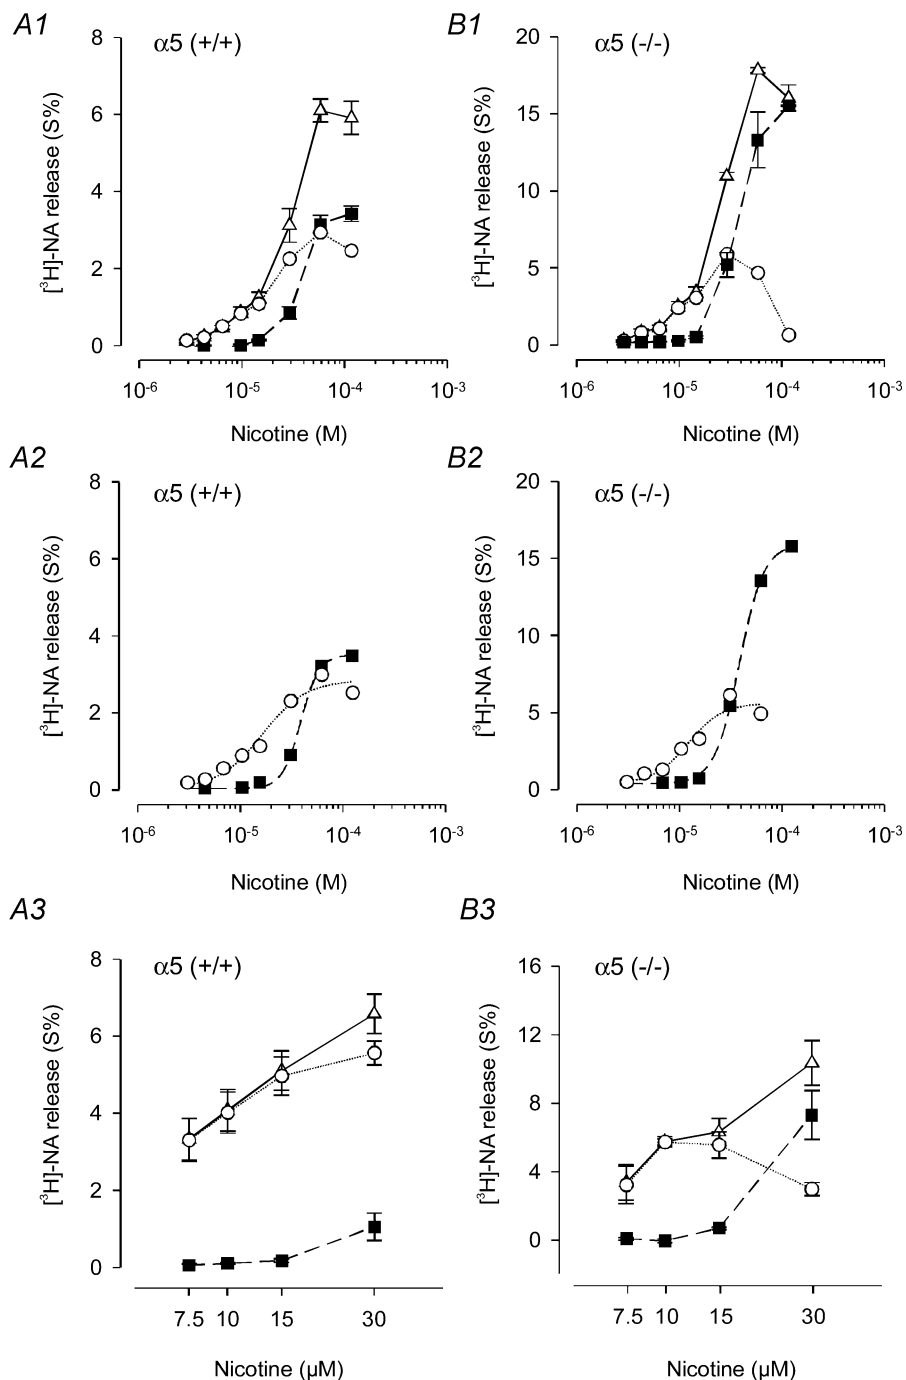 A1
α5 (+/+)
[³H]-NA release (S%)
8
6
4
2
0
10⁻⁶
10⁻⁵
10⁻⁴
10⁻³
Nicotine (M)
B1
α5 (-/-)
[³H]-NA release (S%)
20
15
10
5
0
10⁻⁶
10⁻⁵
10⁻⁴
10⁻³
Nicotine (M)
A2
α5 (+/+)
[³H]-NA release (S%)
8
6
4
2
0
10⁻⁶
10⁻⁵
10⁻⁴
10⁻³
Nicotine (M)
B2
α5 (-/-)
[³H]-NA release (S%)
20
15
10
5
0
10⁻⁶
10⁻⁵
10⁻⁴
10⁻³
Nicotine (M)
A3
α5 (+/+)
[³H]-NA release (S%)
8
6
4
2
0
7.5
10
15
30
Nicotine (µM)
B3
α5 (-/-)
[³H]-NA release (S%)
16
12
8
4
0
7.5
10
15
30
Nicotine (µM)